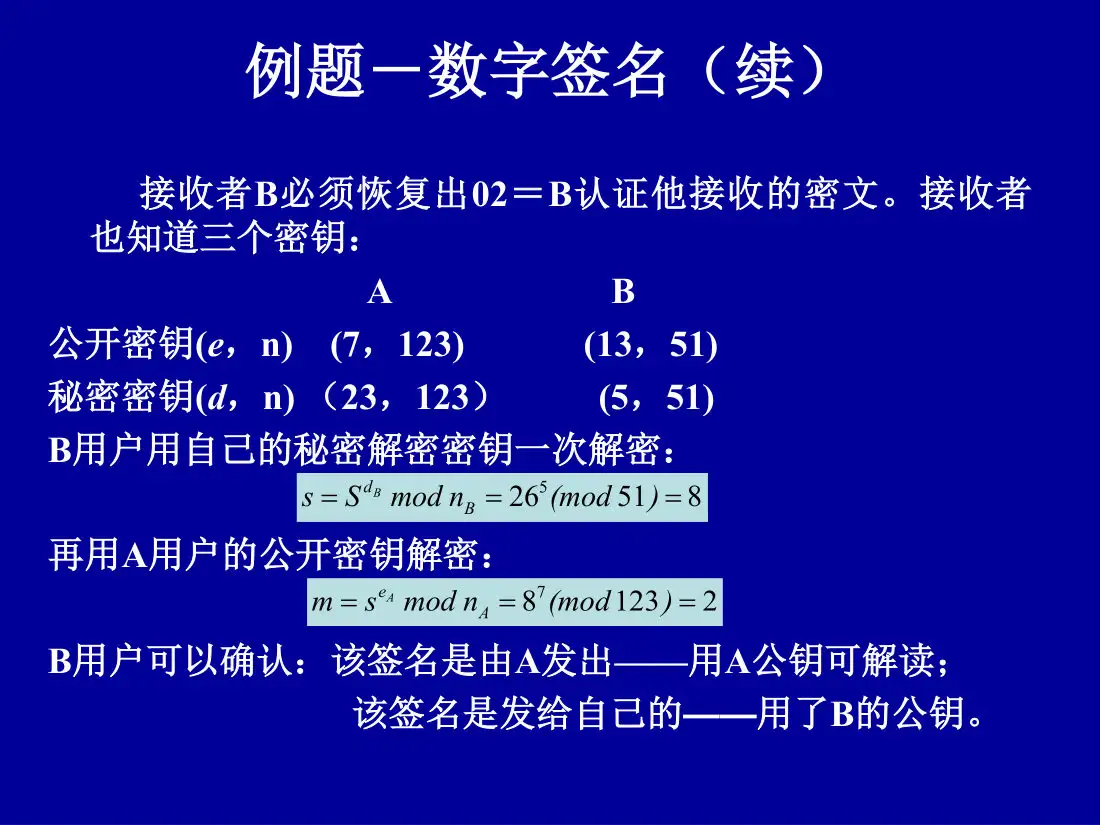 例题－数字签名（续）
接收者B必须恢复出02＝B认证他接收的密文。接收者
也知道三个密钥：
A B
公开密钥(e，n) (7，123) (13，51)
秘密密钥(d，n) （23，123） (5，51)
B用户用自己的秘密解密密钥一次解密：
s = S^{d_B} mod n_B = 26^5 (mod 51) = 8
再用A用户的公开密钥解密：
m = s^{e_A} mod n_A = 8^7 (mod 123) = 2
B用户可以确认：该签名是由A发出——用A公钥可解读；
该签名是发给自己的——用了B的公钥。